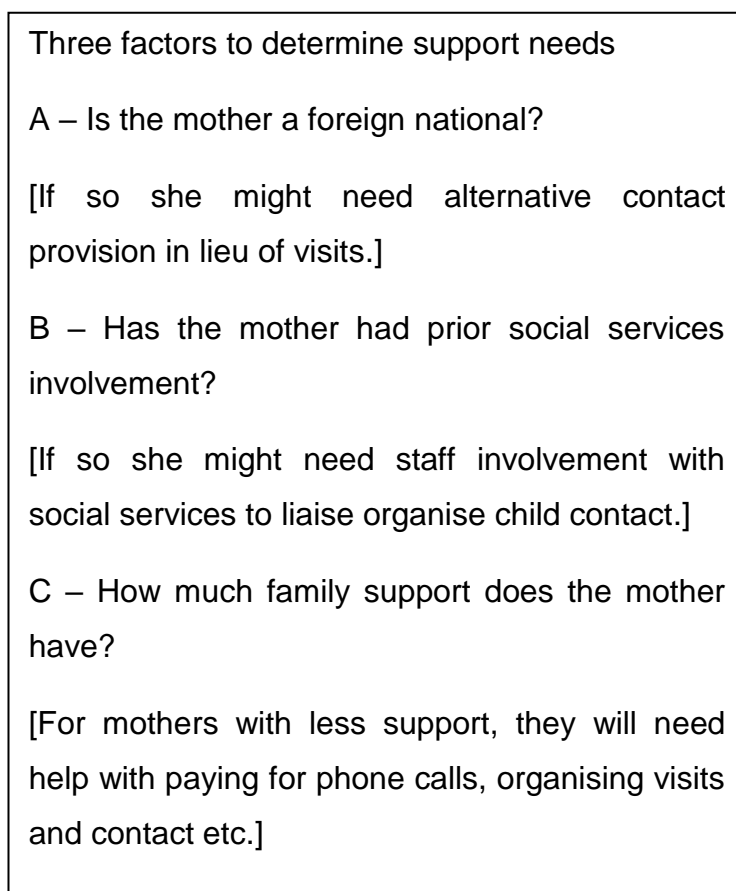 Three factors to determine support needs
A – Is the mother a foreign national?
[If so she might need alternative contact
provision in lieu of visits.]
B – Has the mother had prior social services
involvement?
[If so she might need staff involvement with
social services to liaise organise child contact.]
C – How much family support does the mother
have?
[For mothers with less support, they will need
help with paying for phone calls, organising visits
and contact etc.]